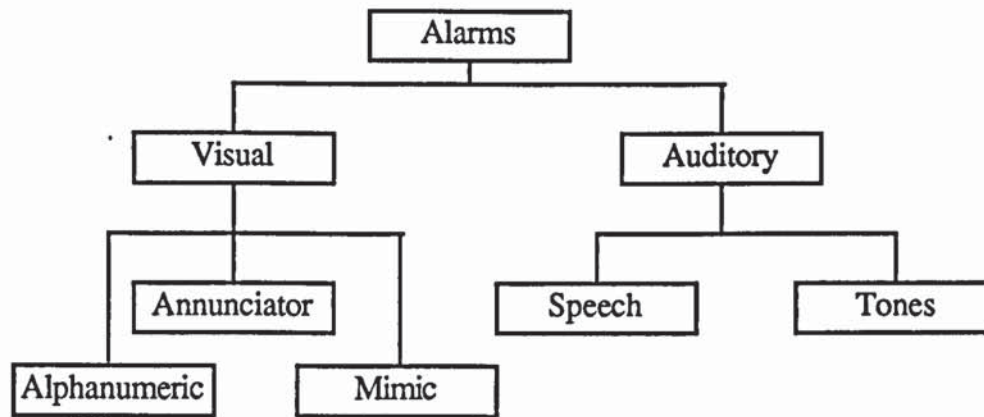 Alarms
Visual
Auditory
Annunciator
Speech
Tones
Alphanumeric
Mimic